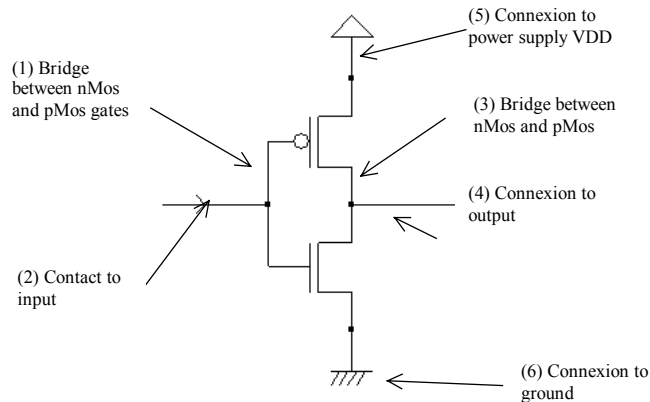 (5) Connexion to
power supply VDD
(1) Bridge
between nMos
and pMos gates
(3) Bridge between
nMos and pMos
(4) Connexion to
output
(2) Contact to
input
(6) Connexion to
ground